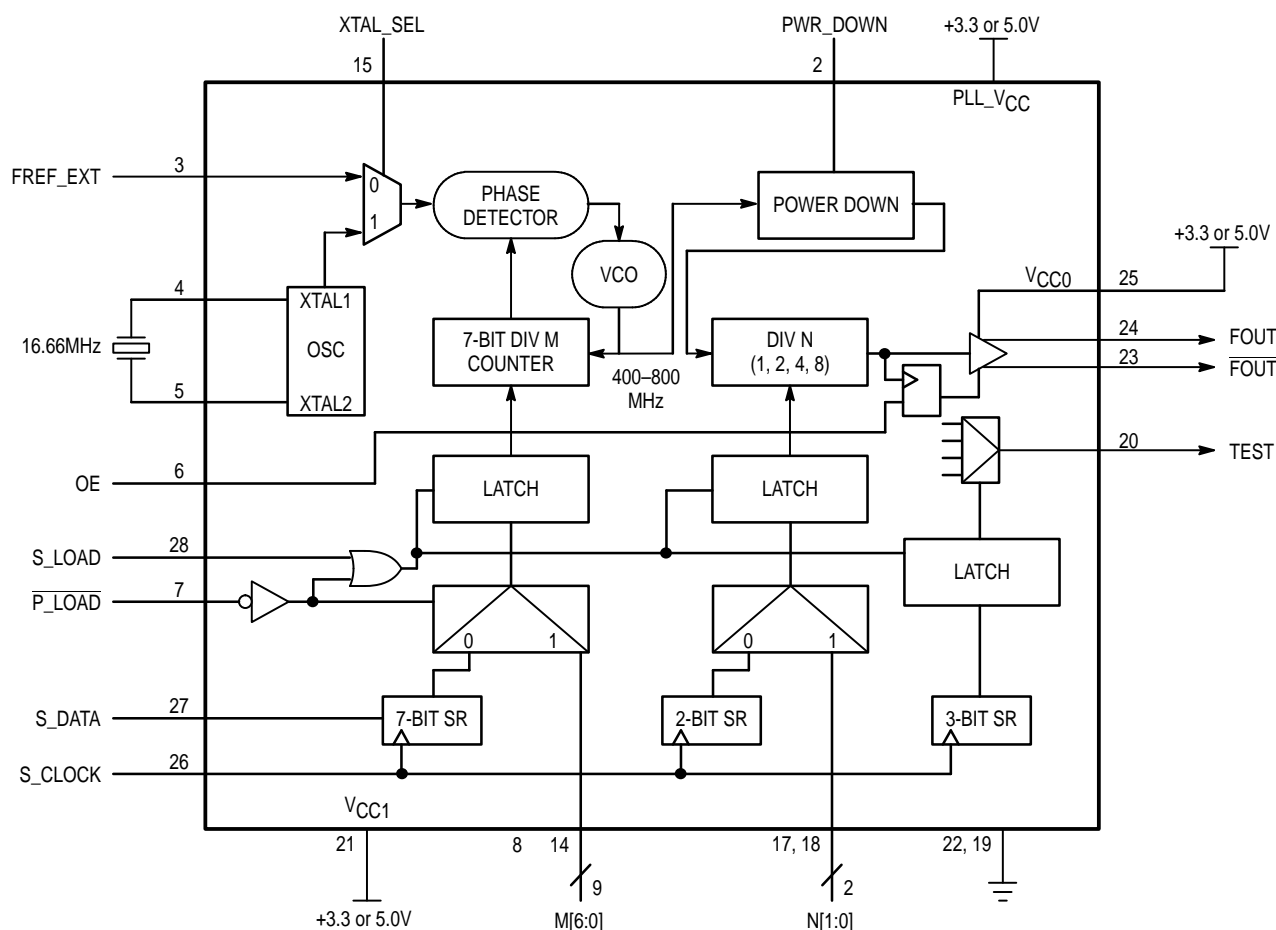 XTAL_SEL
PWR_DOWN
+3.3 or 5.0V
15
2
PLL_VCC
FREF_EXT
3
0
1
PHASE
DETECTOR
POWER DOWN
VCO
+3.3 or 5.0V
VCC0
25
4
XTAL1
16.66MHz
OSC
5
XTAL2
7-BIT DIV M
COUNTER
400–800
MHz
DIV N
(1, 2, 4, 8)
24
FOUT
23
FOUT
20
TEST
OE
6
LATCH
LATCH
S_LOAD
28
LATCH
P_LOAD
7
0
1
0
1
S_DATA
27
7-BIT SR
2-BIT SR
3-BIT SR
S_CLOCK
26
VCC1
21
8
14
17, 18
22, 19
9
2
+3.3 or 5.0V
M[6:0]
N[1:0]